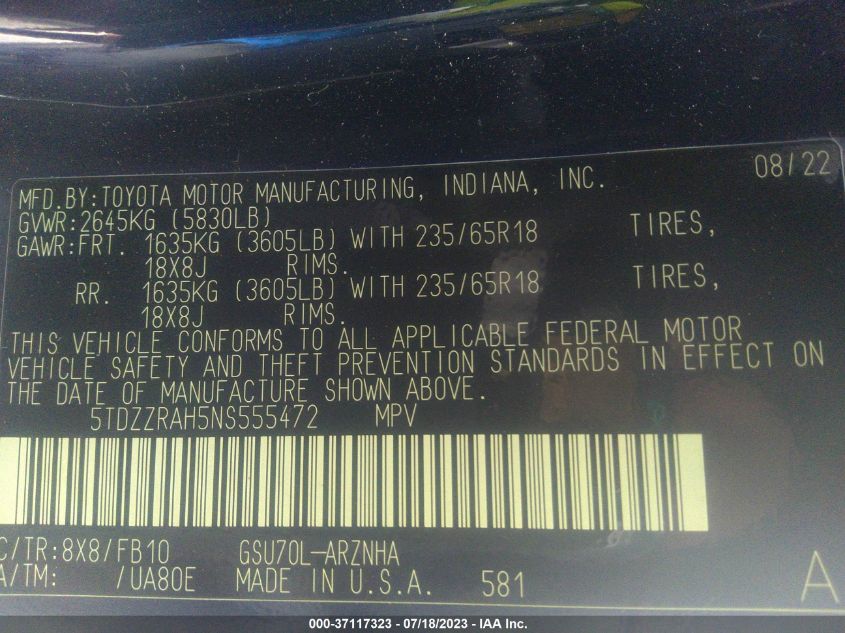 08/22
MFD.BY:TOYOTA MOTOR MANUFACTURING, INDIANA, INC.
GVWR:2645KG (5830LB)
GAWR:FRT. 1635KG (3605LB) WITH 235/65R18 TIRES,
18X8J RIMS.
RR. 1635KG (3605LB) WITH 235/65R18 TIRES,
18X8J RIMS.
THIS VEHICLE CONFORMS TO ALL APPLICABLE FEDERAL MOTOR
VEHICLE SAFETY AND THEFT PREVENTION STANDARDS IN EFFECT ON
THE DATE OF MANUFACTURE SHOWN ABOVE.
5TDZZRAH5NS555472 MPV
C/TR:8X8/FB10 GSU70L-ARZNHA
A/TM: /UA80E MADE IN U.S.A. 581 A
000-37117323 - 07/18/2023 - IAA Inc.